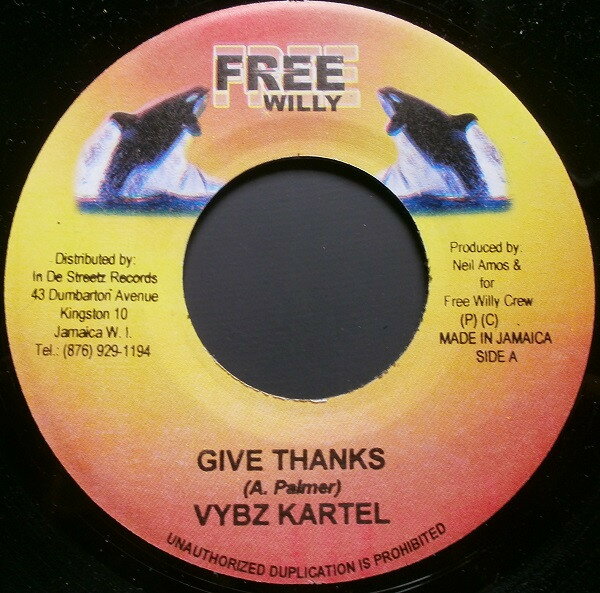 FREE
WILLY
Distributed by:
In De Streetz Records
43 Dumbarton Avenue
Kingston 10
Jamaica W. I.
Tel.: (876) 929-1194
Produced by:
Neil Amos &
for
Free Willy Crew
(P) (C)
MADE IN JAMAICA
SIDE A
GIVE THANKS
(A. Palmer)
VYBZ KARTEL
UNAUTHORIZED DUPLICATION IS PROHIBITED